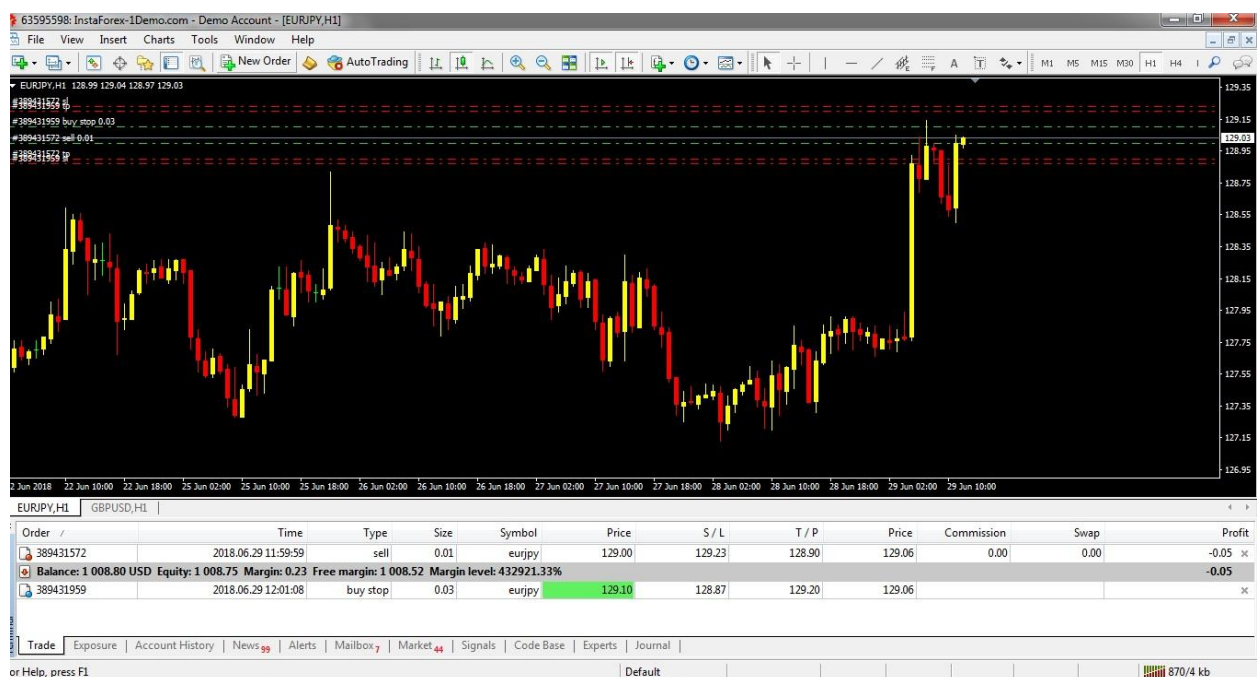 63595598: InstaForex-1Demo.com - Demo Account - [EURJPY,H1]
File View Insert Charts Tools Window Help
New Order AutoTrading A T M1 M5 M15 M30 H1 H4
EURJPY,H1 128.99 129.04 128.97 129.03
129.35
#389431572 sl
#389431959 tp
#389431959 buy stop 0.03
129.15
#389431572 sell 0.01
129.03
128.95
#389431572 tp
#389431959 sl
128.75
128.55
128.35
128.15
127.95
127.75
127.55
127.35
127.15
126.95
2 Jun 2018 22 Jun 10:00 22 Jun 18:00 25 Jun 02:00 25 Jun 10:00 25 Jun 18:00 26 Jun 02:00 26 Jun 10:00 26 Jun 18:00 27 Jun 02:00 27 Jun 10:00 27 Jun 18:00 28 Jun 02:00 28 Jun 10:00 28 Jun 18:00 29 Jun 02:00 29 Jun 10:00
EURJPY,H1 GBPUSD,H1
Order / Time Type Size Symbol Price S / L T / P Price Commission Swap Profit
389431572 2018.06.29 11:59:59 sell 0.01 eurjpy 129.00 129.23 128.90 129.06 0.00 0.00 -0.05
Balance: 1 008.80 USD Equity: 1 008.75 Margin: 0.23 Free margin: 1 008.52 Margin level: 432921.33% -0.05
389431959 2018.06.29 12:01:08 buy stop 0.03 eurjpy 129.10 128.87 129.20 129.06
Trade Exposure Account History News 99 Alerts Mailbox 7 Market 44 Signals Code Base Experts Journal
or Help, press F1 Default 870/4 kb